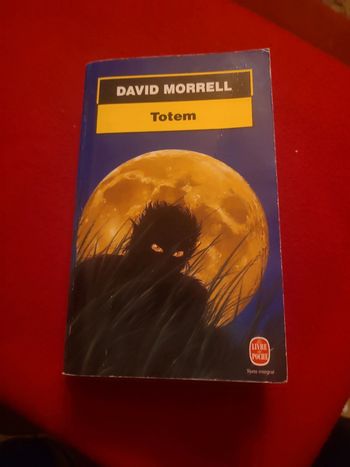 DAVID MORRELL
Totem
LE LIVRE
DE
POCHE
Texte intégral